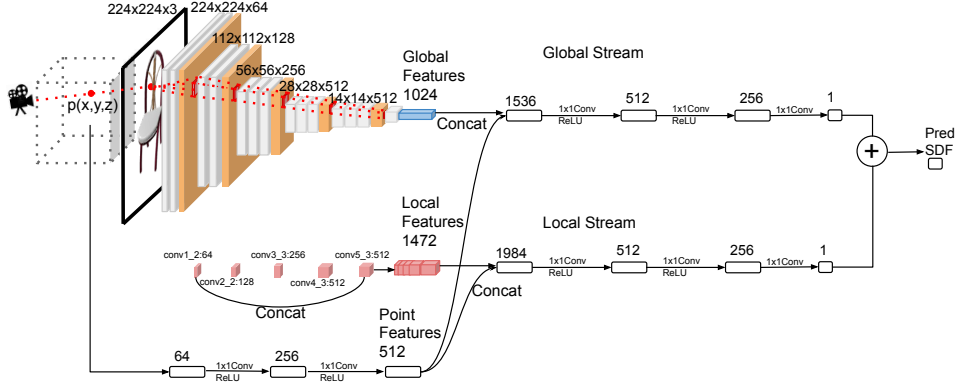 224x224x3
224x224x64
112x112x128
56x56x256
28x28x512
14x14x512
p(x,y,z)
Global
Features
1024
Concat
Global Stream
1536
1x1Conv
ReLU
512
1x1Conv
ReLU
256
1x1Conv
1
+
Pred
SDF
Local
Features
1472
Concat
Local Stream
1984
1x1Conv
ReLU
512
1x1Conv
ReLU
256
1x1Conv
1
conv1_2:64
conv2_2:128
conv3_3:256
conv4_3:512
conv5_3:512
Concat
Point
Features
512
64
1x1Conv
ReLU
256
1x1Conv
ReLU